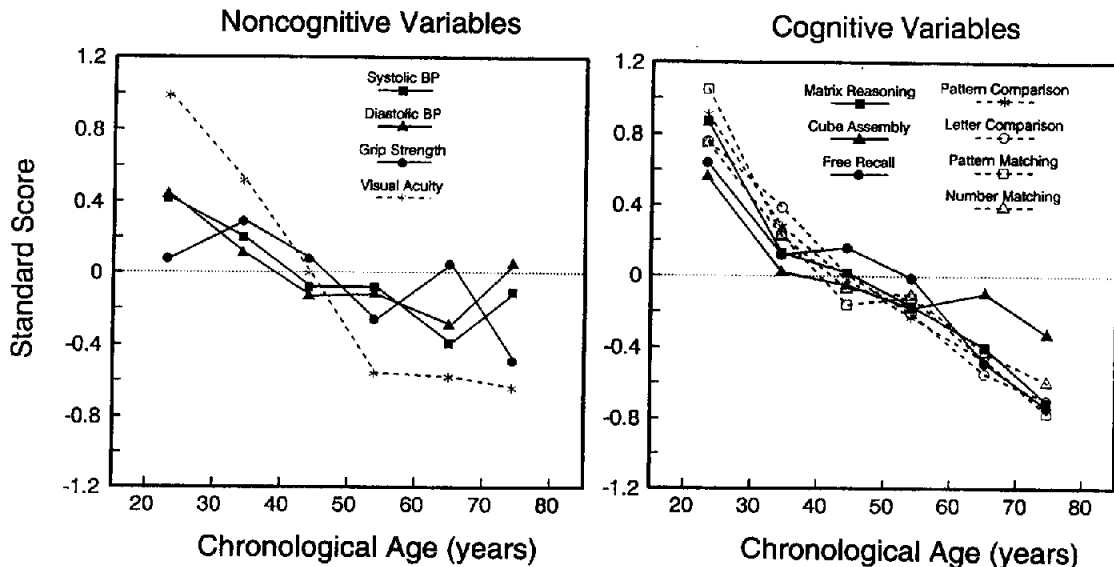 Noncognitive Variables
1.2
0.8
0.4
0
-0.4
-0.8
-1.2
Standard Score
Systolic BP
Diastolic BP
Grip Strength
Visual Acuity
20 30 40 50 60 70 80
Chronological Age (years)
Cognitive Variables
1.2
0.8
0.4
0
-0.4
-0.8
-1.2
Matrix Reasoning
Cube Assembly
Free Recall
Pattern Comparison
Letter Comparison
Pattern Matching
Number Matching
20 30 40 50 60 70 80
Chronological Age (years)